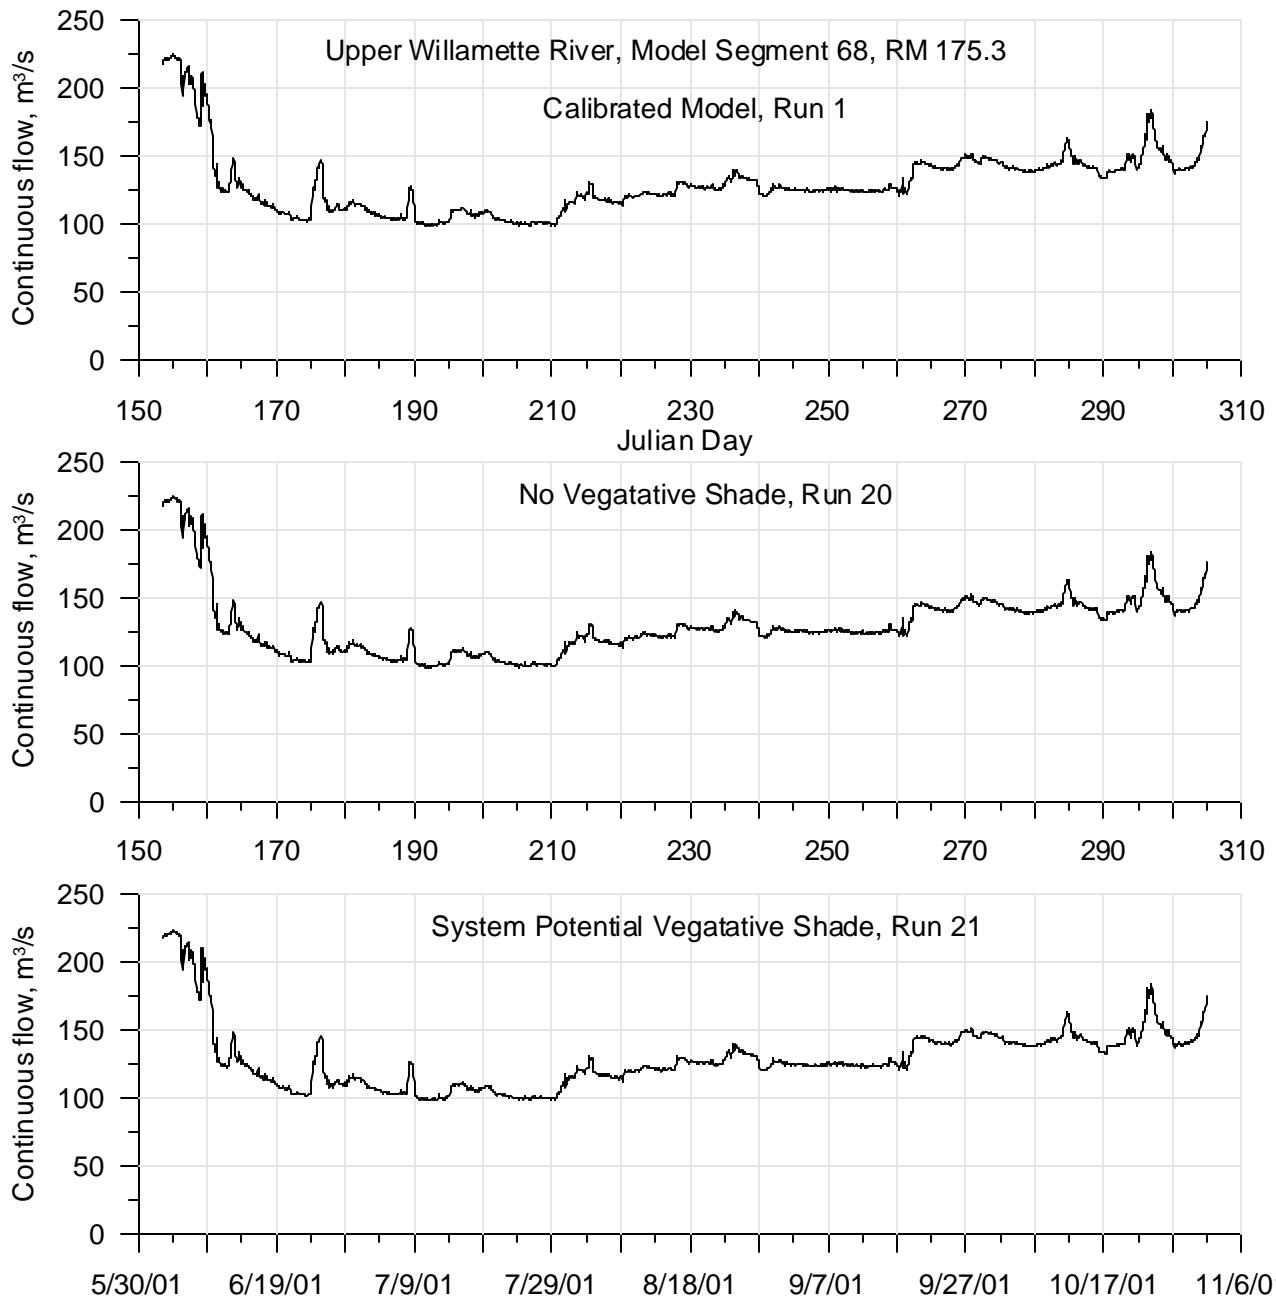 250
Upper Willamette River, Model Segment 68, RM 175.3
200
Calibrated Model, Run 1
150
100
50
0
Continuous flow, m³/s
150 170 190 210 230 250 270 290 310
Julian Day
250
No Vegatative Shade, Run 20
200
150
100
50
0
Continuous flow, m³/s
150 170 190 210 230 250 270 290 310
250
System Potential Vegatative Shade, Run 21
200
150
100
50
0
Continuous flow, m³/s
5/30/01 6/19/01 7/9/01 7/29/01 8/18/01 9/7/01 9/27/01 10/17/01 11/6/0